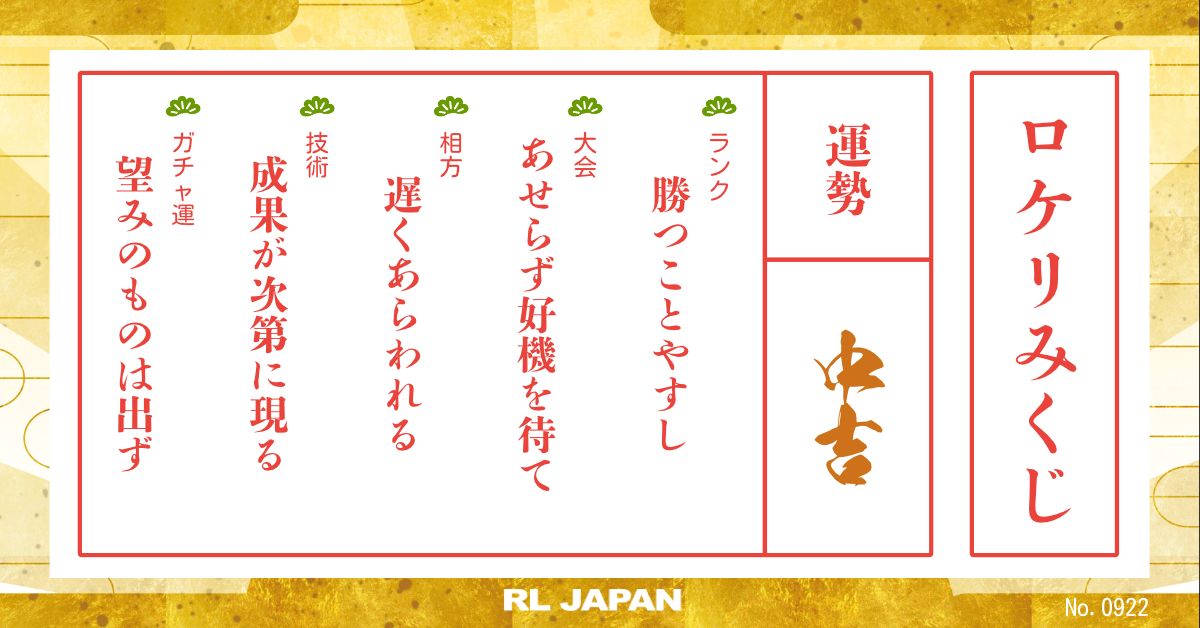 ロケリみくじ
運勢
中吉
ランク
勝つことやすし
大会
あせらず好機を待て
相方
遅くあらわれる
技術
成果が次第に現る
ガチャ運
望みのものは出ず
RL JAPAN
No. 0922